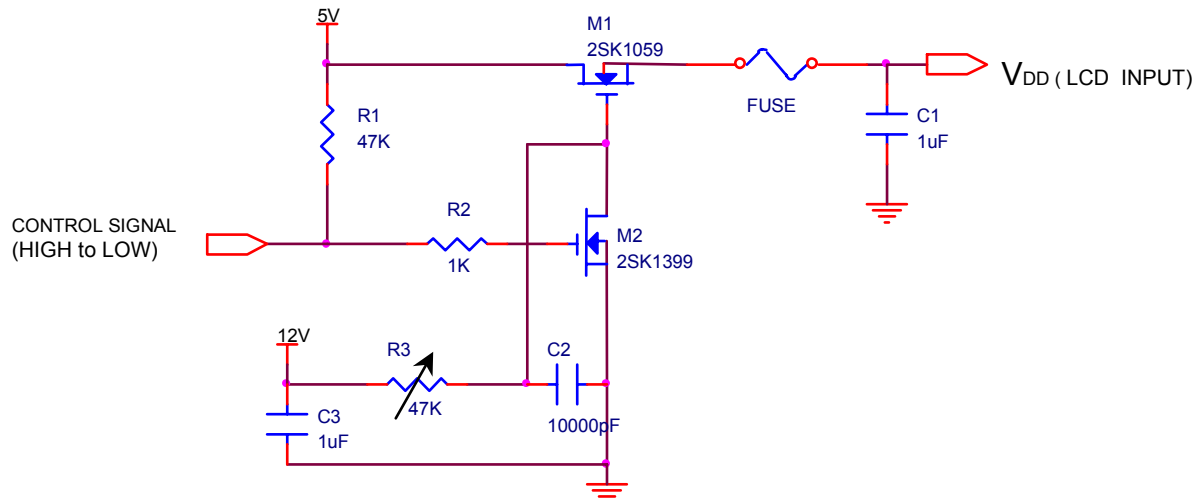 5V
M1
2SK1059
FUSE
VDD ( LCD INPUT)
R1
47K
C1
1uF
CONTROL SIGNAL
(HIGH to LOW)
R2
1K
M2
2SK1399
12V
R3
47K
C2
10000pF
C3
1uF